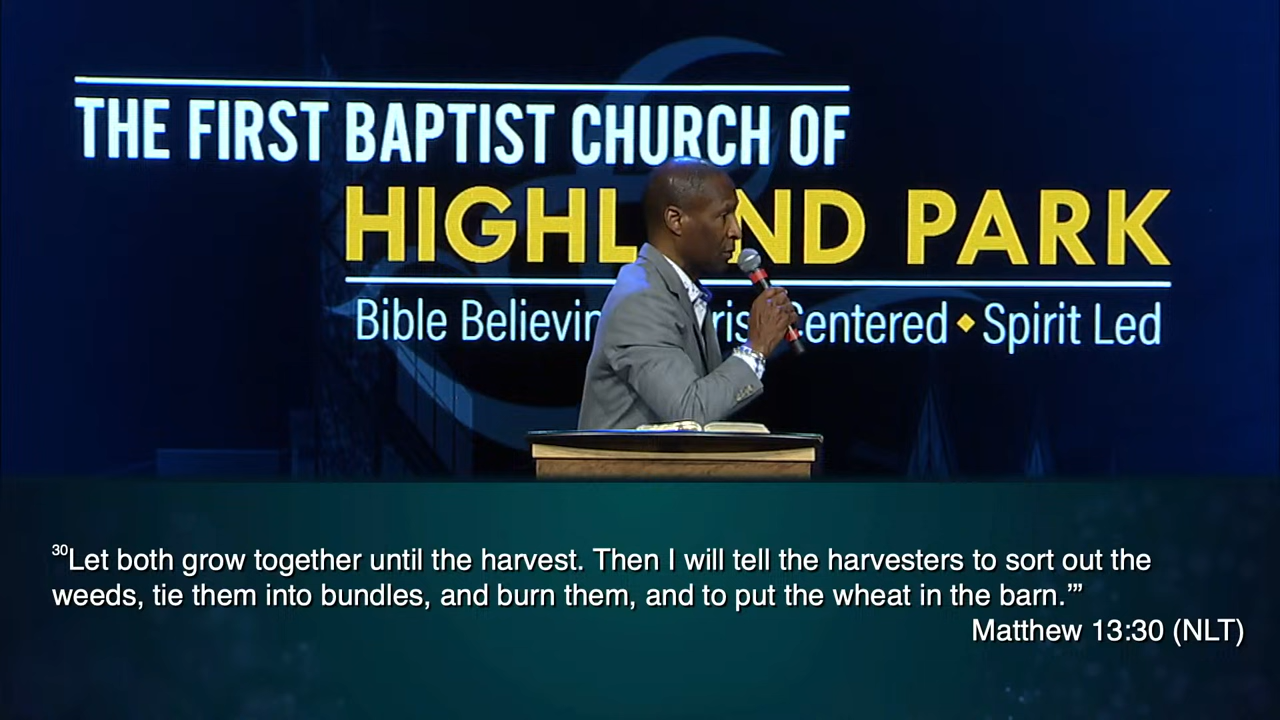 THE FIRST BAPTIST CHURCH OF
HIGHL ND PARK
Bible Believin ris Centered • Spirit Led
30Let both grow together until the harvest. Then I will tell the harvesters to sort out the
weeds, tie them into bundles, and burn them, and to put the wheat in the barn.’”
Matthew 13:30 (NLT)